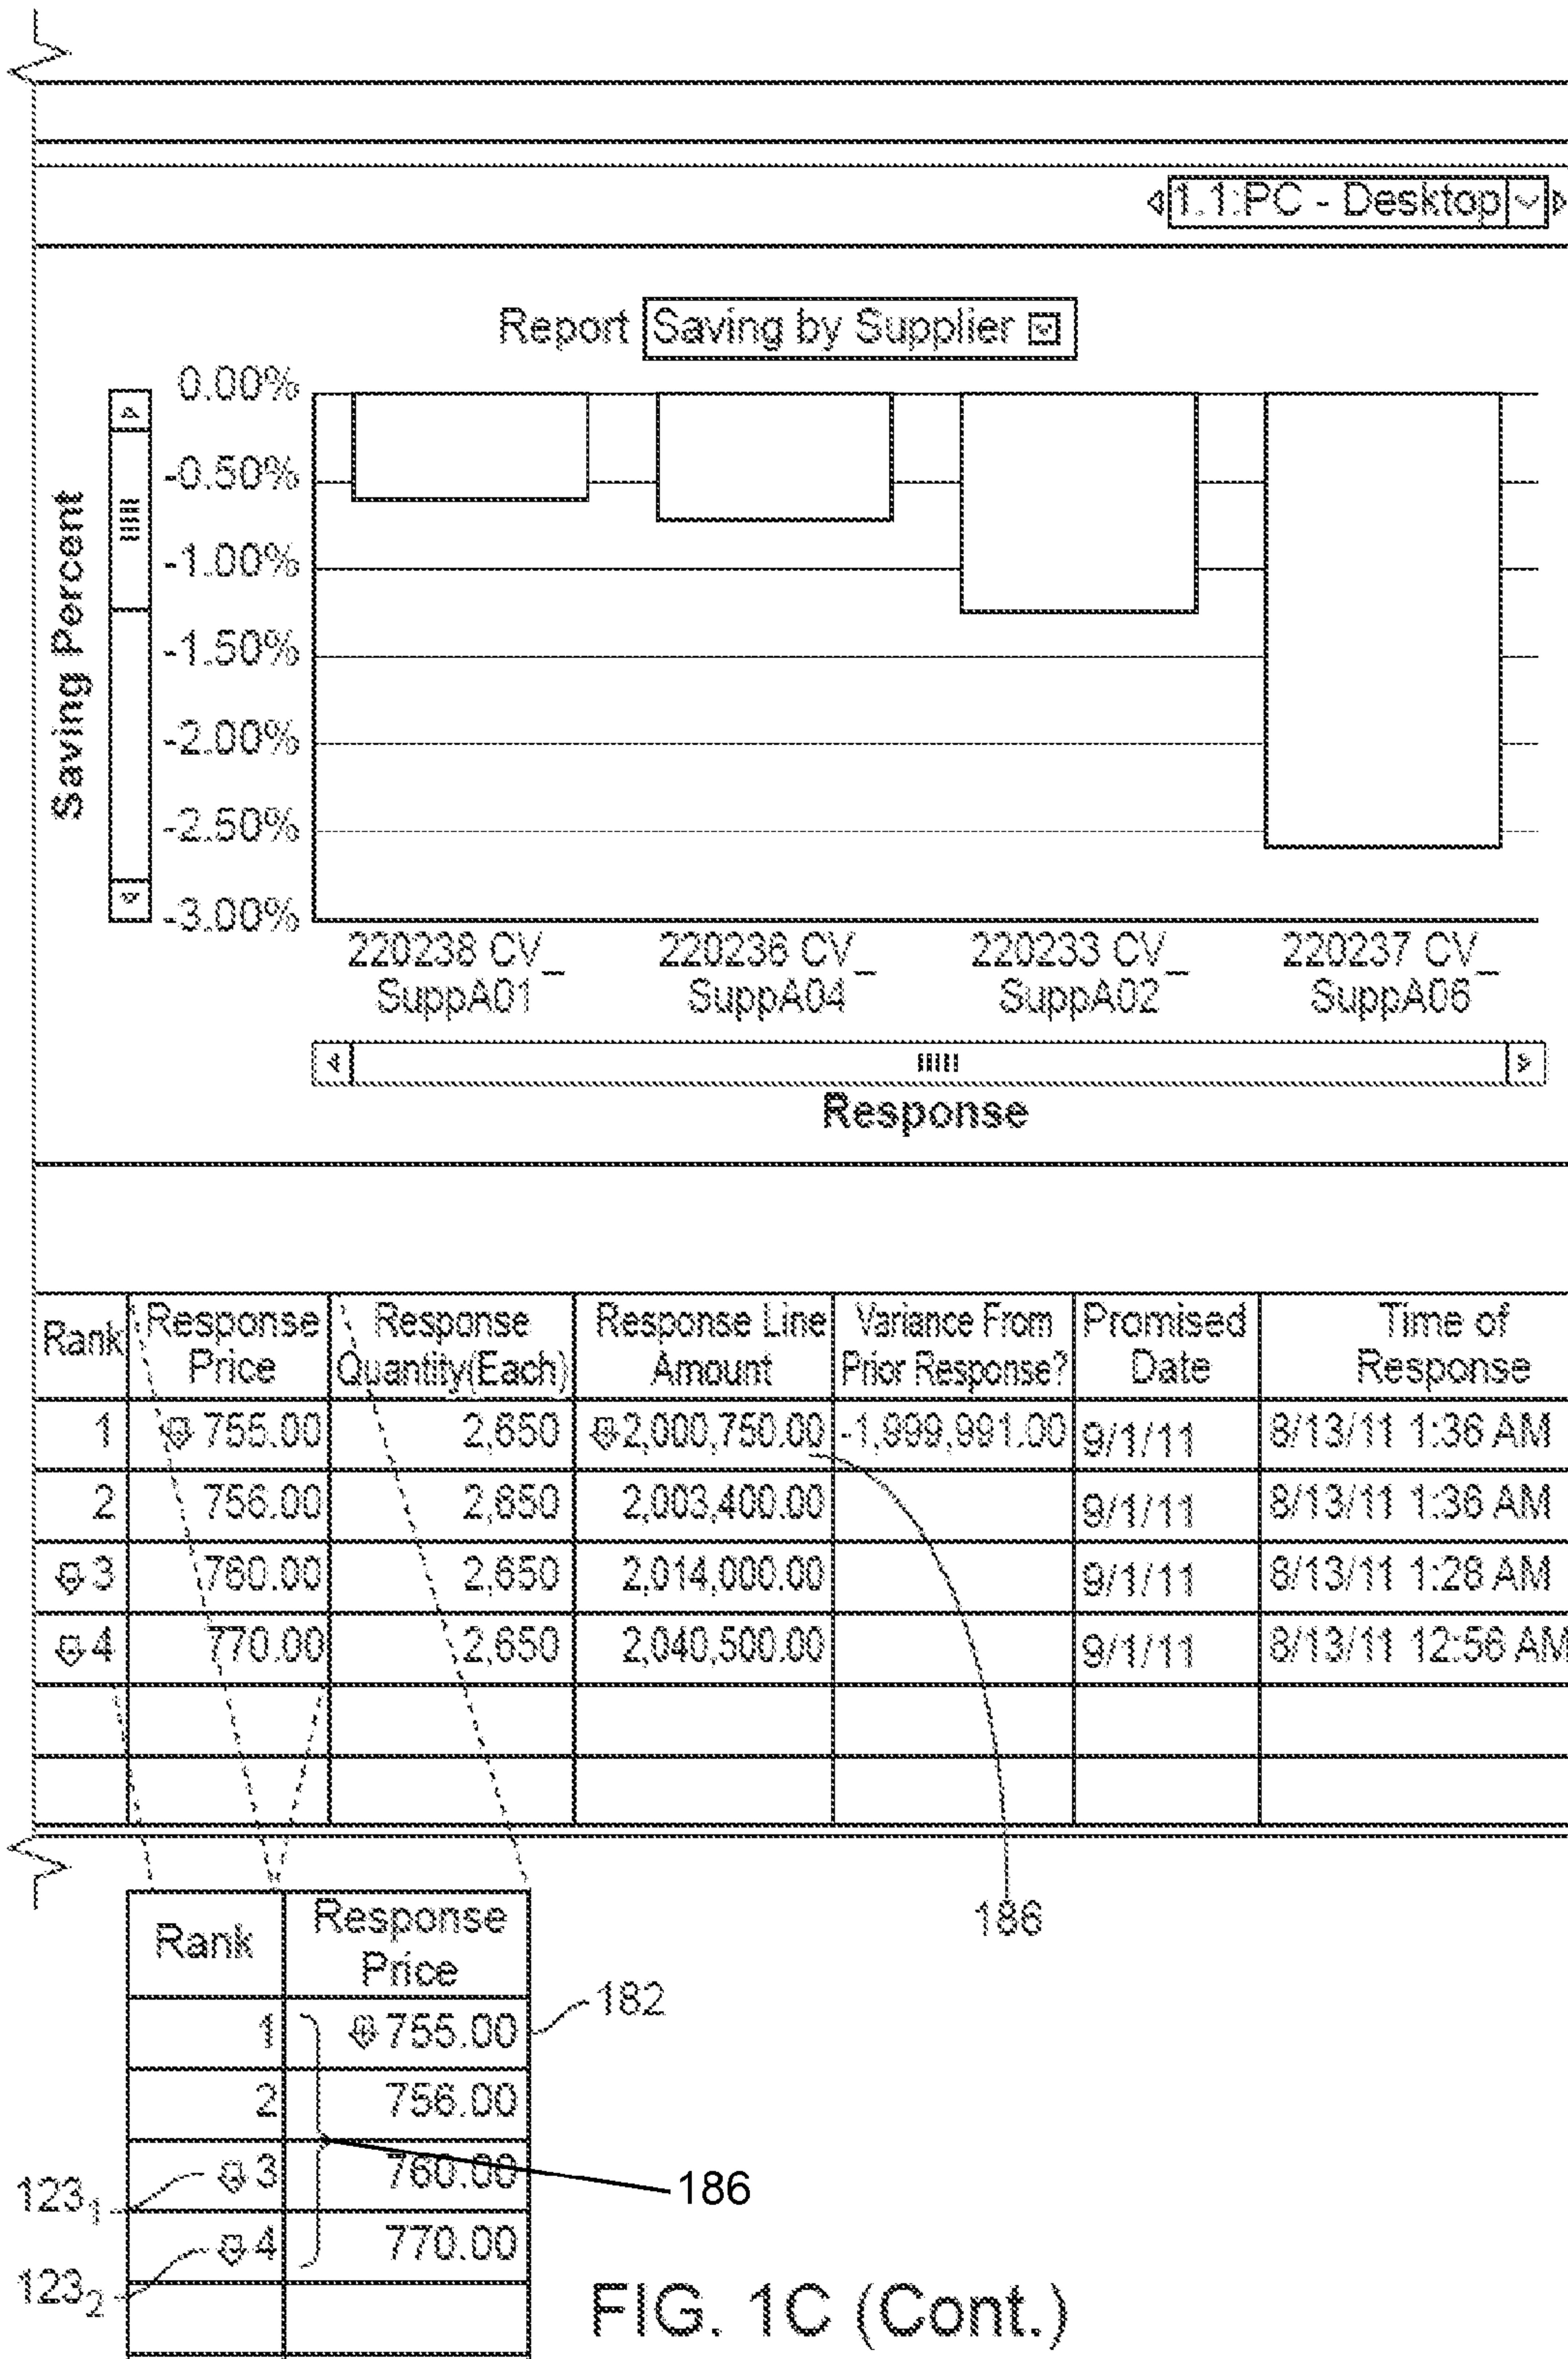 1.1:PC - Desktop
Report Saving by Supplier
Saving Percent
0.00%
-0.50%
-1.00%
-1.50%
-2.00%
-2.50%
-3.00%
220238 CV_ 220236 CV_ 220233 CV_ 220237 CV_
SuppA01 SuppA04 SuppA02 SuppA06
Response
Rank Response Response Response Line Variance From Promised Time of
Price Quantity(Each) Amount Prior Response? Date Response
1 755.00 2,650 2,000,750.00 -1,999,991.00 9/1/11 8/13/11 1:36 AM
2 756.00 2,650 2,003,400.00 9/1/11 8/13/11 1:36 AM
3 760.00 2,650 2,014,000.00 9/1/11 8/13/11 1:28 AM
4 770.00 2,650 2,040,500.00 9/1/11 8/13/11 12:56 AM
186
Rank Response
Price
1 755.00 182
2 756.00
123₁ 3 760.00 186
123₂ 4 770.00
FIG. 1C (Cont.)